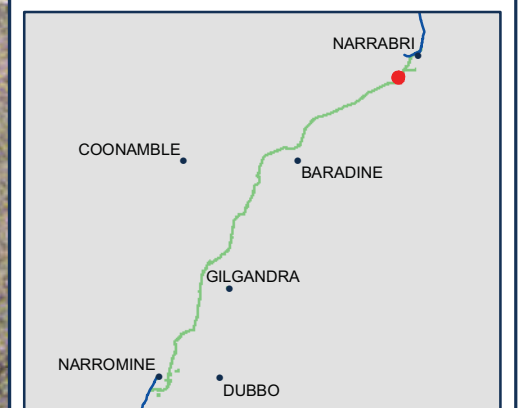 NARRABRI
COONAMBLE
BARADINE
GILGANDRA
NARROMINE
DUBBO